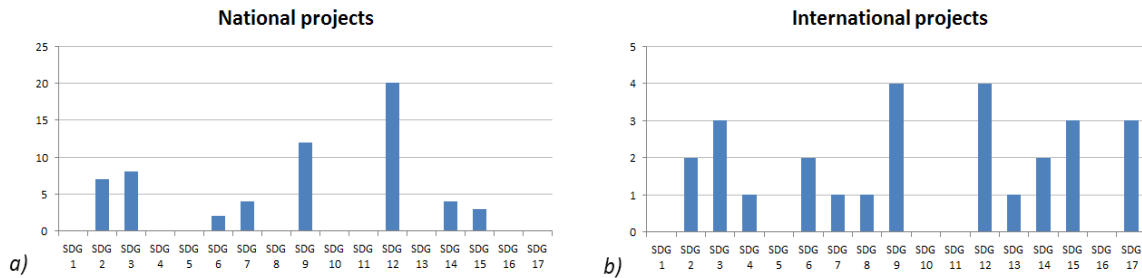 National projects
25
20
15
10
5
0
SDG SDG SDG SDG SDG SDG SDG SDG SDG SDG SDG SDG SDG SDG SDG SDG SDG
1 2 3 4 5 6 7 8 9 10 11 12 13 14 15 16 17
a)
International projects
5
4
3
2
1
0
SDG SDG SDG SDG SDG SDG SDG SDG SDG SDG SDG SDG SDG SDG SDG SDG SDG
1 2 3 4 5 6 7 8 9 10 11 12 13 14 15 16 17
b)